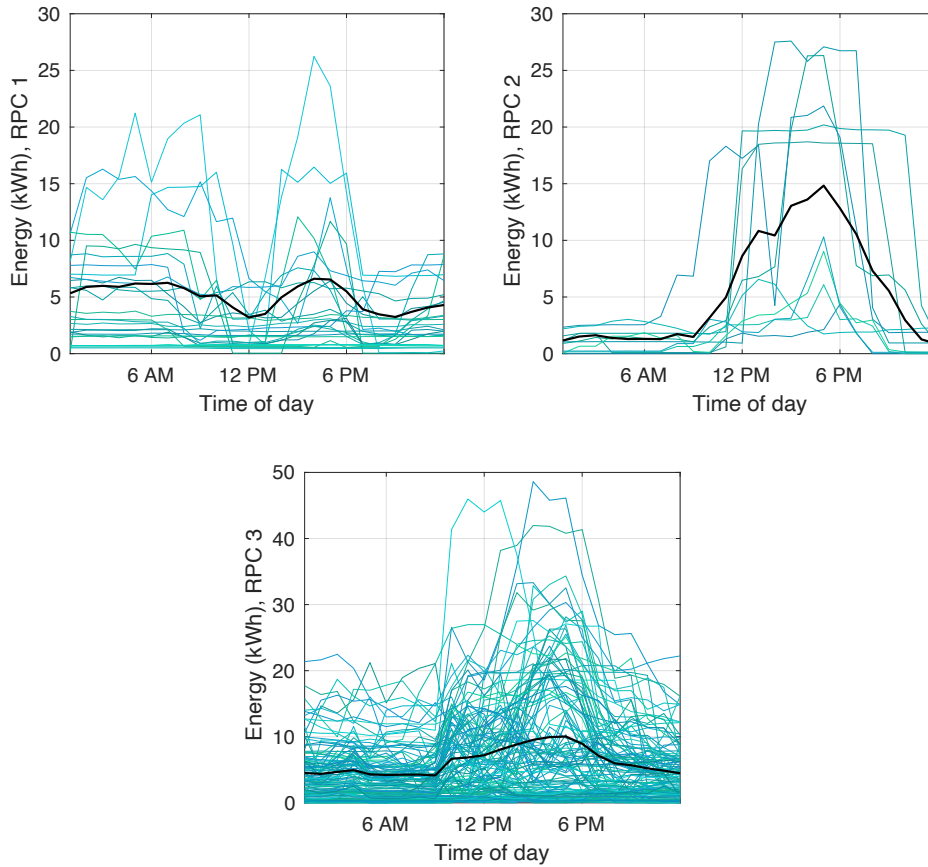 30
25
20
15
10
5
0
Energy (kWh), RPC 1
6 AM 12 PM 6 PM
Time of day
30
25
20
15
10
5
0
Energy (kWh), RPC 2
6 AM 12 PM 6 PM
Time of day
50
40
30
20
10
0
Energy (kWh), RPC 3
6 AM 12 PM 6 PM
Time of day